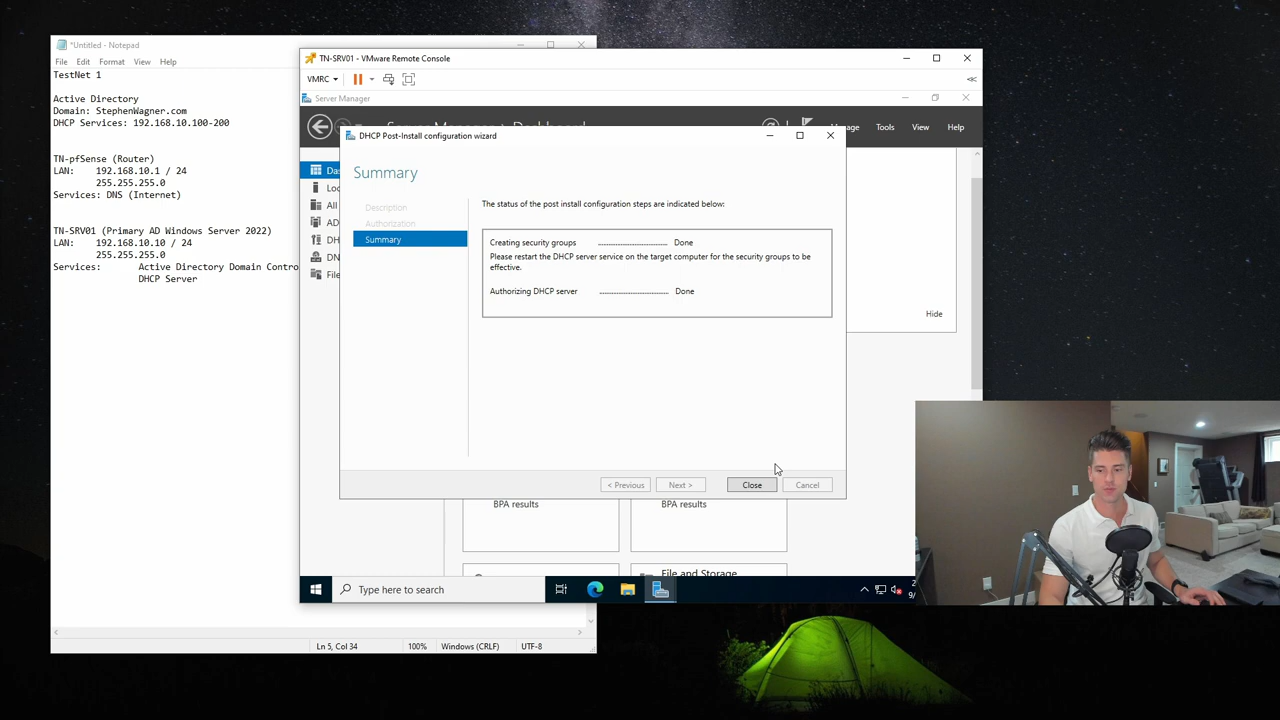 *Untitled - Notepad
File Edit Format View Help
TestNet 1
Active Directory
Domain: StephenWagner.com
DHCP Services: 192.168.10.100-200
TN-pfSense (Router)
LAN: 192.168.10.1 / 24
255.255.255.0
Services: DNS (Internet)
TN-SRV01 (Primary AD Windows Server 2022)
LAN: 192.168.10.10 / 24
255.255.255.0
Services: Active Directory Domain Contro
DHCP Server
Ln 5, Col 34 100% Windows (CRLF) UTF-8
TN-SRV01 - VMware Remote Console
VMRC
Server Manager
Manage Tools View Help
Das
Loc
All
AD
DH
DN
File
Hide
DHCP Post-Install configuration wizard
Summary
Description
Authorization
Summary
The status of the post install configuration steps are indicated below:
Creating security groups ........................... Done
Please restart the DHCP server service on the target computer for the security groups to be
effective.
Authorizing DHCP server ........................... Done
< Previous Next > Close Cancel
BPA results BPA results
File and Storage
Type here to search